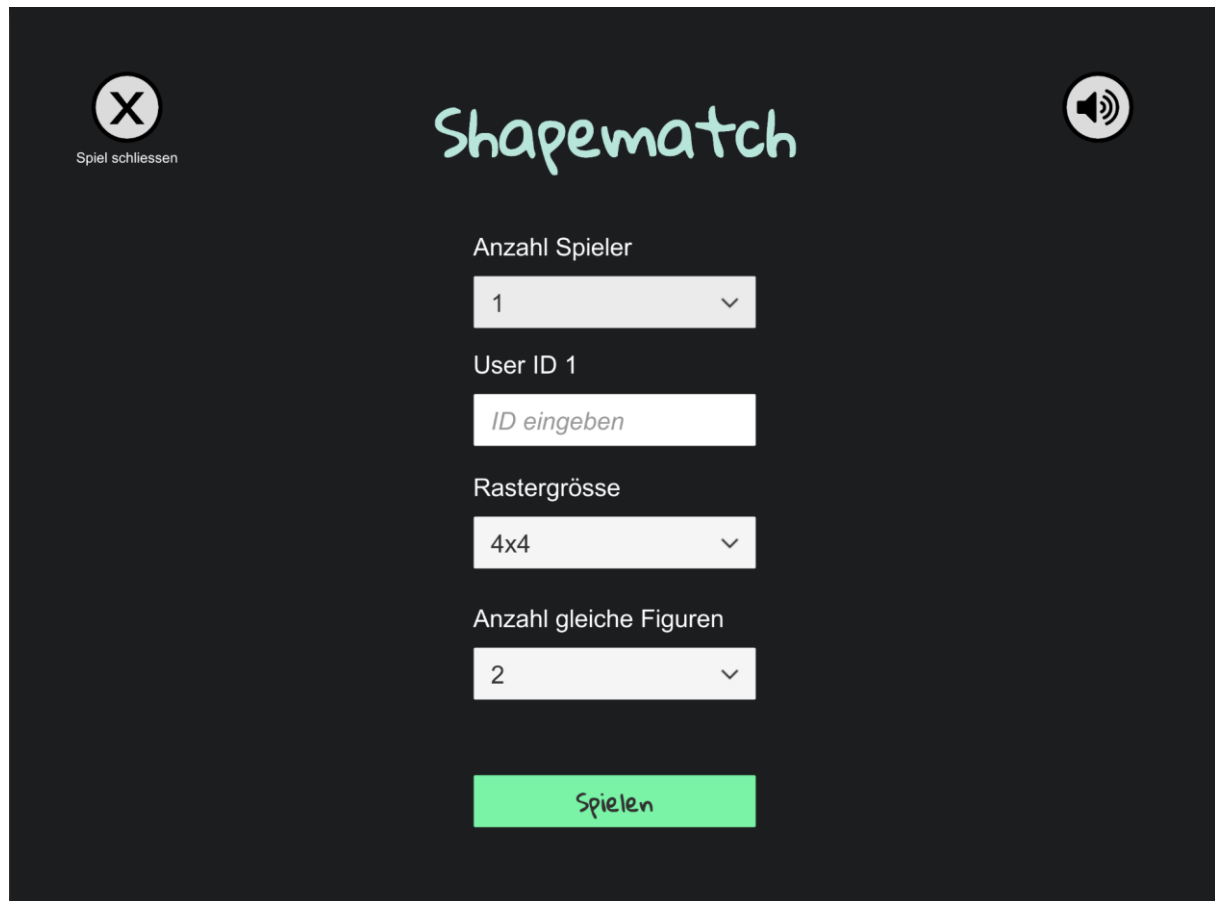 X
Spiel schliessen
Shapematch
Anzahl Spieler
1
User ID 1
ID eingeben
Rastergrösse
4x4
Anzahl gleiche Figuren
2
Spielen